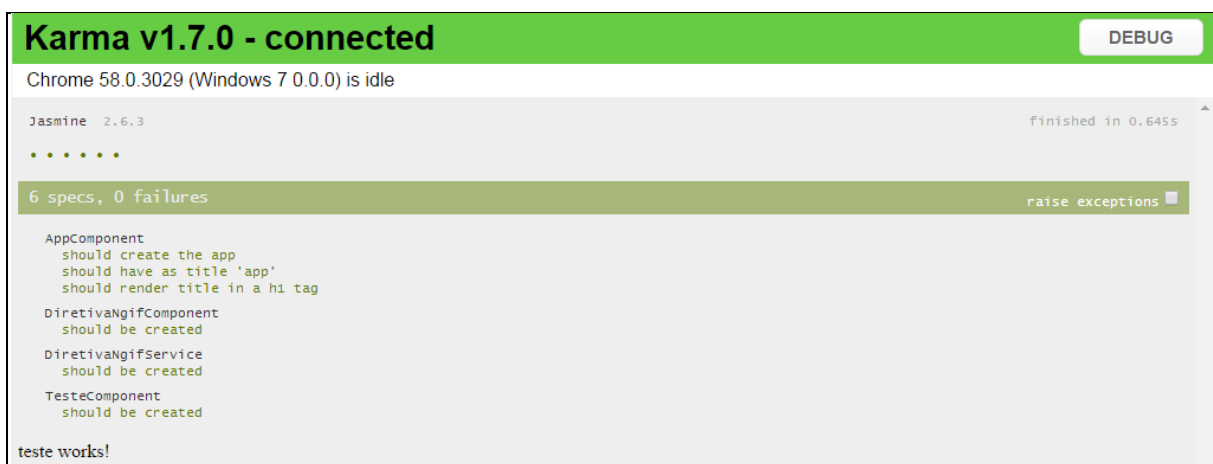 Karma v1.7.0 - connected
DEBUG
Chrome 58.0.3029 (Windows 7 0.0.0) is idle
Jasmine 2.6.3
finished in 0.645s
• • • • • •
6 specs, 0 failures
raise exceptions
AppComponent
should create the app
should have as title 'app'
should render title in a h1 tag
DiretivaNgifComponent
should be created
DiretivaNgifService
should be created
TesteComponent
should be created
teste works!